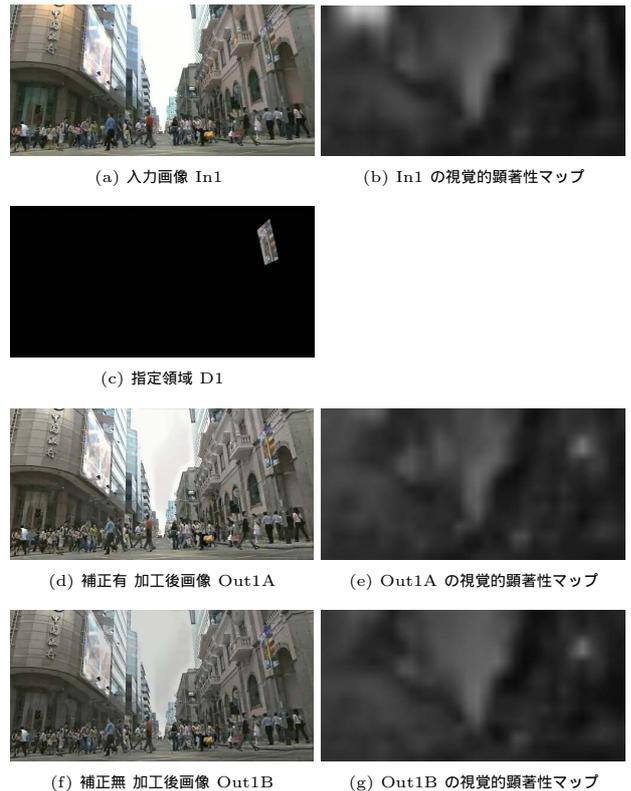 (a) 入力画像 In1
(b) In1 の視覚的顕著性マップ
(c) 指定領域 D1
(d) 補正有 加工後画像 Out1A
(e) Out1A の視覚的顕著性マップ
(f) 補正無 加工後画像 Out1B
(g) Out1B の視覚的顕著性マップ